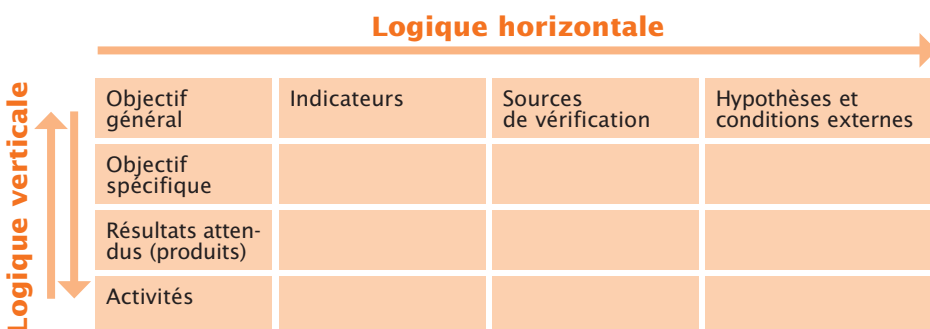 Logique horizontale
Logique verticale
Objectif
général
Indicateurs
Sources
de vérification
Hypothèses et
conditions externes
Objectif
spécifique
Résultats atten-
dus (produits)
Activités